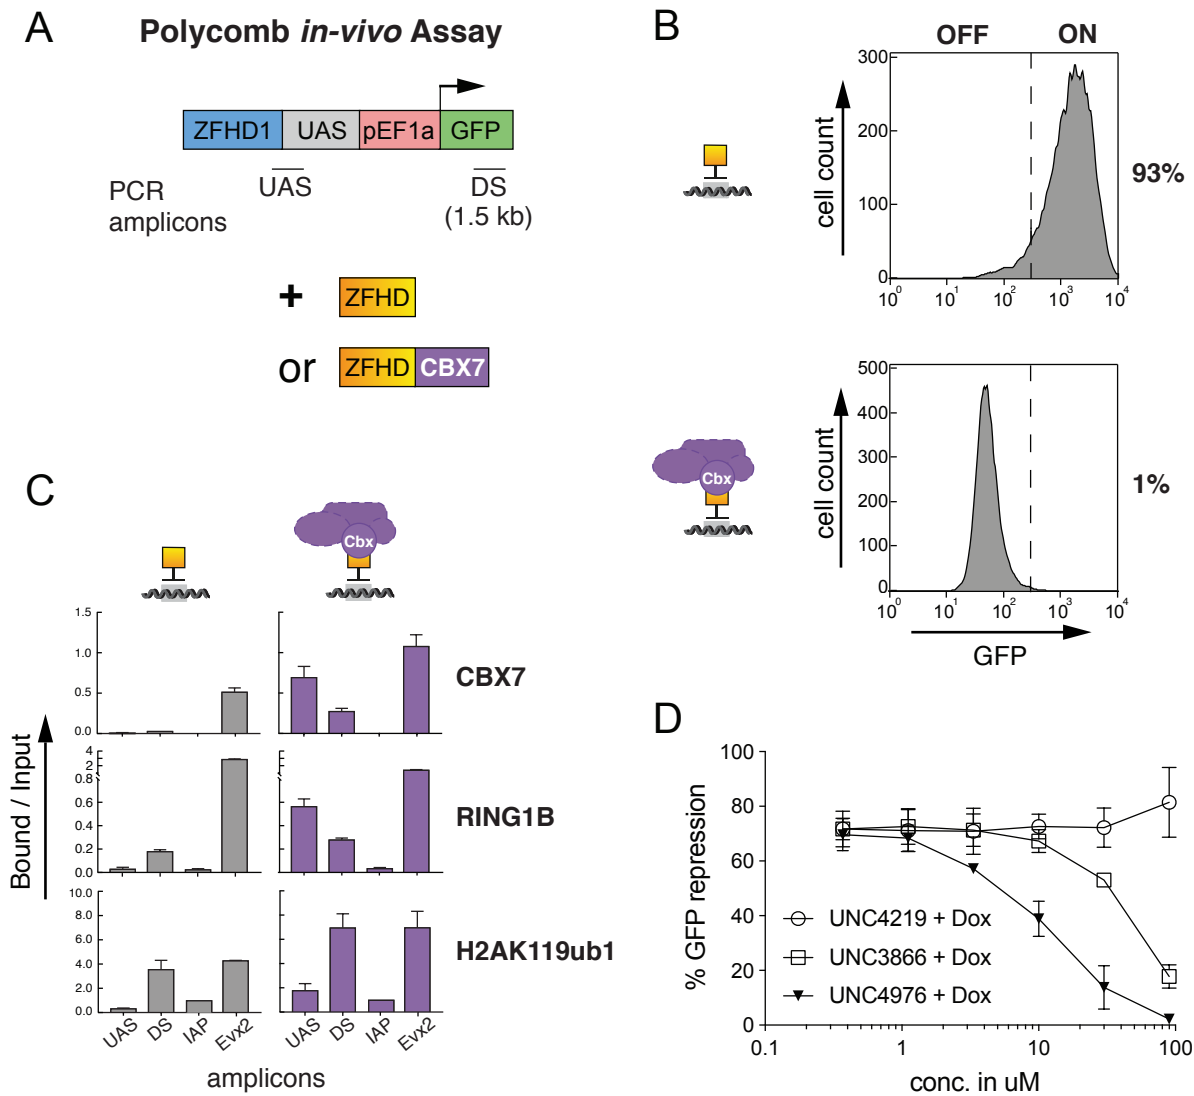 A
Polycomb in-vivo Assay
ZFHD1 UAS pEF1a GFP
PCR amplicons
UAS
DS
(1.5 kb)
+
ZFHD
or
ZFHD CBX7
B
OFF ON
300
200
100
0
cell count
10⁰ 10¹ 10² 10³ 10⁴
93%
Cbx
500
400
300
200
100
0
cell count
10⁰ 10¹ 10² 10³ 10⁴
1%
GFP
C
Cbx
1.5
1.0
0.5
0.0
CBX7
4
2
0.8
0.6
0.4
0.2
0.0
RING1B
10.0
8.0
6.0
4.0
2.0
0.0
H2AK119ub1
Bound / Input
UAS DS IAP Evx2
UAS DS IAP Evx2
amplicons
D
100
80
60
40
20
0
% GFP repression
UNC4219 + Dox
UNC3866 + Dox
UNC4976 + Dox
0.1 1 10 100
conc. in uM